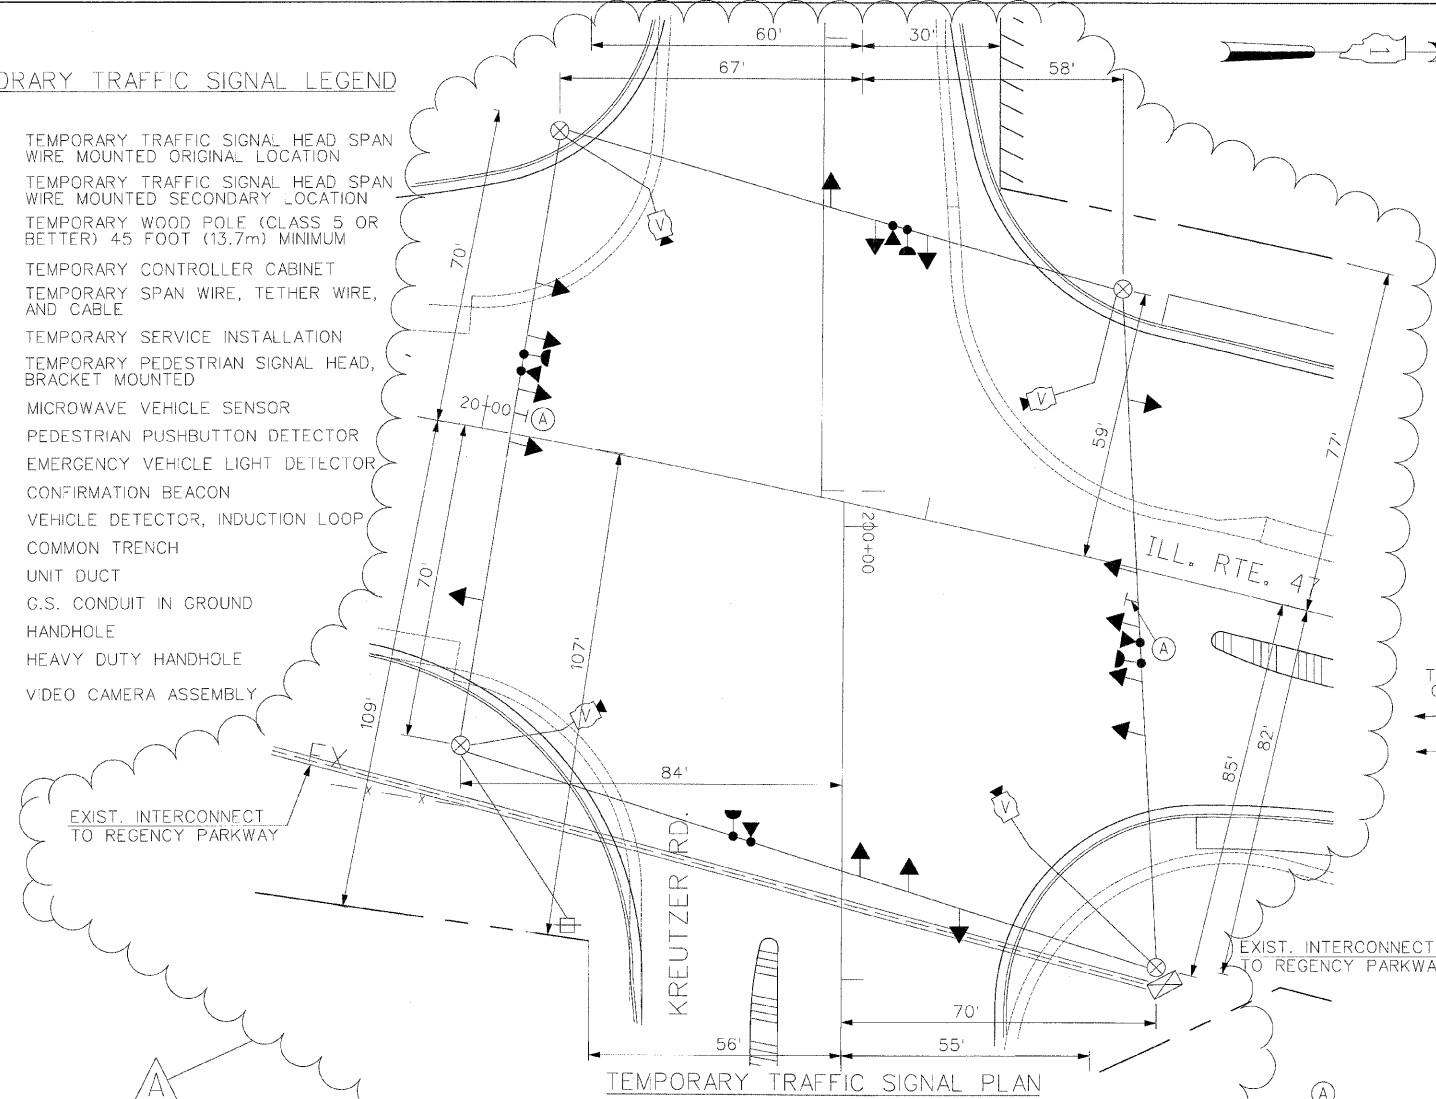 ORARY TRAFFIC SIGNAL LEGEND
TEMPORARY TRAFFIC SIGNAL HEAD SPAN
WIRE MOUNTED ORIGINAL LOCATION
TEMPORARY TRAFFIC SIGNAL HEAD SPAN
WIRE MOUNTED SECONDARY LOCATION
TEMPORARY WOOD POLE (CLASS 5 OR
BETTER) 45 FOOT (13.7m) MINIMUM
TEMPORARY CONTROLLER CABINET
TEMPORARY SPAN WIRE, TETHER WIRE,
AND CABLE
TEMPORARY SERVICE INSTALLATION
TEMPORARY PEDESTRIAN SIGNAL HEAD,
BRACKET MOUNTED
MICROWAVE VEHICLE SENSOR
PEDESTRIAN PUSHBUTTON DETECTOR
EMERGENCY VEHICLE LIGHT DETECTOR
CONFIRMATION BEACON
VEHICLE DETECTOR, INDUCTION LOOP
COMMON TRENCH
UNIT DUCT
G.S. CONDUIT IN GROUND
HANDHOLE
HEAVY DUTY HANDHOLE
VIDEO CAMERA ASSEMBLY
60'
30'
67'
58'
1
70'
V
20+00
A
V
59'
77'
200+00
ILL. RTE. 47
70'
107'
109'
V
A
82'
85'
EX
x x
84'
EXIST. INTERCONNECT
TO REGENCY PARKWAY
V
KREUTZER RD.
EXIST. INTERCONNECT
TO REGENCY PARKWA
70'
56'
55'
A
TEMPORARY TRAFFIC SIGNAL PLAN
A